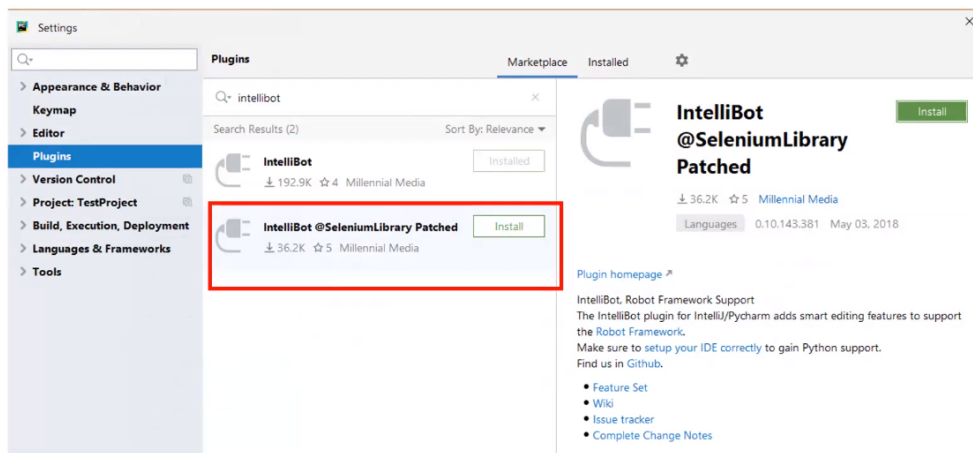 Settings
Appearance & Behavior
Keymap
Editor
Plugins
Version Control
Project: TestProject
Build, Execution, Deployment
Languages & Frameworks
Tools
Plugins
Marketplace
Installed
intellibot
Search Results (2)
Sort By: Relevance
IntelliBot
Installed
192.9K 4 Millennial Media
IntelliBot @SeleniumLibrary Patched
Install
36.2K 5 Millennial Media
IntelliBot
@SeleniumLibrary
Patched
Install
36.2K 5 Millennial Media
Languages 0.10.143.381 May 03, 2018
Plugin homepage
IntelliBot, Robot Framework Support
The IntelliBot plugin for IntelliJ/Pycharm adds smart editing features to support
the Robot Framework.
Make sure to setup your IDE correctly to gain Python support.
Find us in Github.
Feature Set
Wiki
Issue tracker
Complete Change Notes